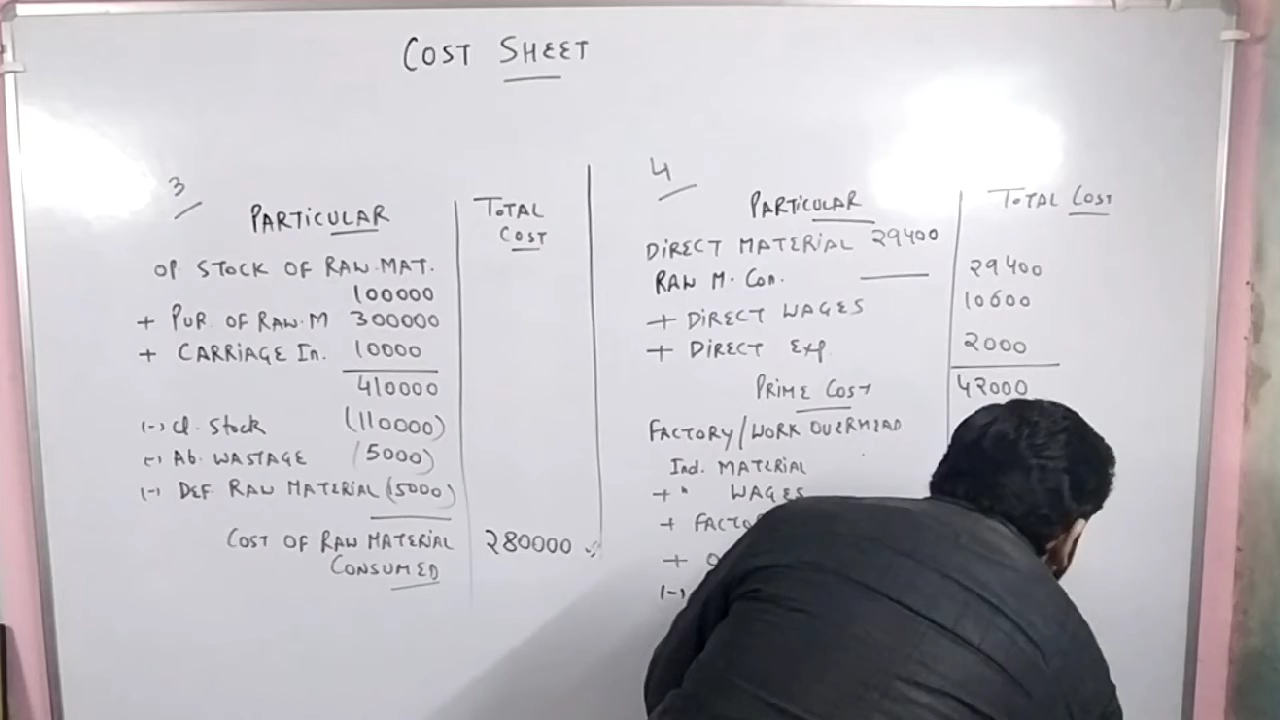 COST SHEET
3
PARTICULAR
TOTAL COST
OP STOCK OF RAW.MAT.
100000
+ PUR. OF RAW.M 300000
+ CARRIAGE In. 10000
410000
(-) Cl. Stock (110000)
(-) Ab. WASTAGE (5000)
(-) DEF. RAW MATERIAL (15000)
COST OF RAW MATERIAL 280000
CONSUMED
4
PARTICULAR
TOTAL COST
DIRECT MATERIAL 29400
RAW M. Con. 29400
+ DIRECT WAGES 10600
+ DIRECT Exp. 2000
PRIME COST 42000
FACTORY/WORK OVERHEAD
Ind. MATERIAL
+ " WAGES
+
+
(-)